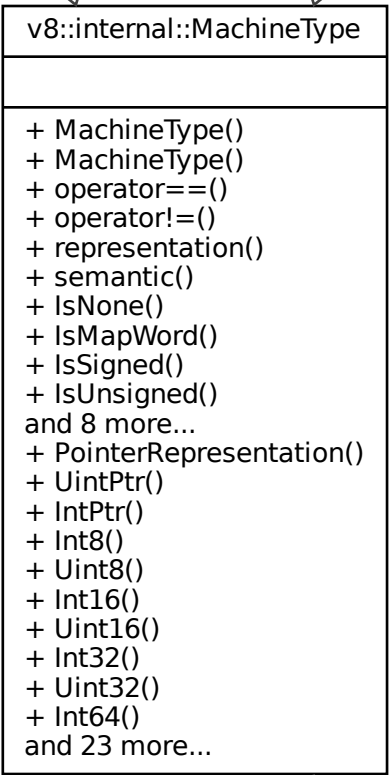 v8::internal::MachineType
+ MachineType()
+ MachineType()
+ operator==()
+ operator!=()
+ representation()
+ semantic()
+ IsNone()
+ IsMapWord()
+ IsSigned()
+ IsUnsigned()
and 8 more...
+ PointerRepresentation()
+ UintPtr()
+ IntPtr()
+ Int8()
+ Uint8()
+ Int16()
+ Uint16()
+ Int32()
+ Uint32()
+ Int64()
and 23 more...